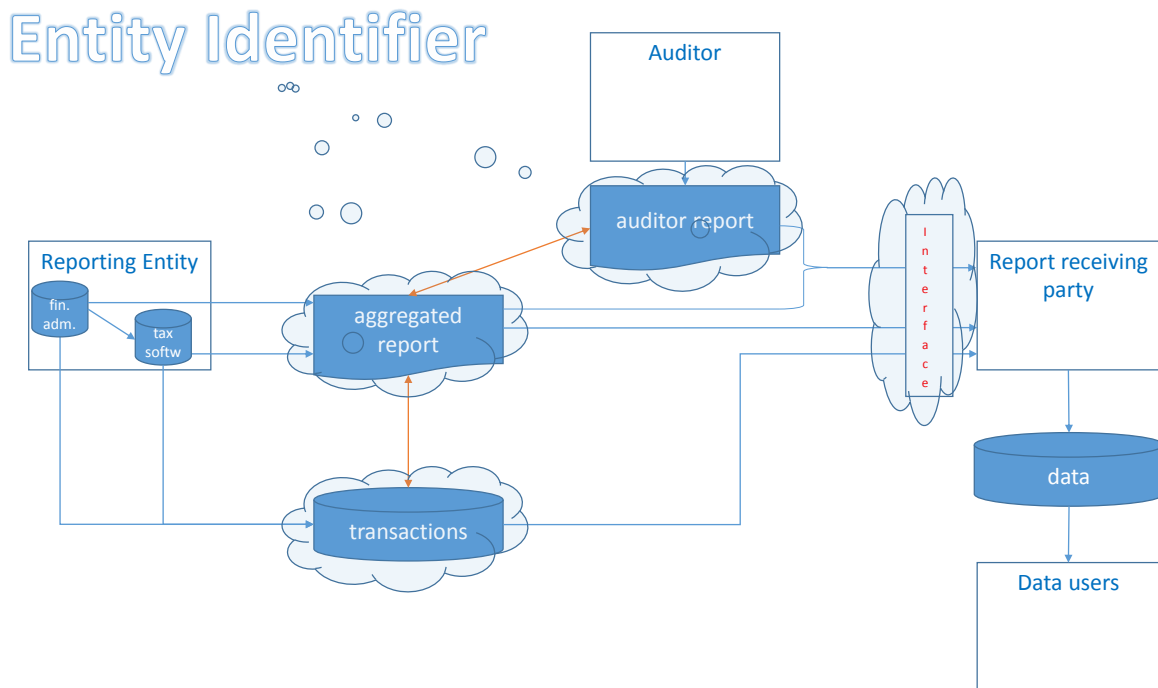 Entity Identifier
Auditor
auditor report
Reporting Entity
fin.
adm.
tax
softw
aggregated
report
transactions
Interface
Report receiving
party
data
Data users